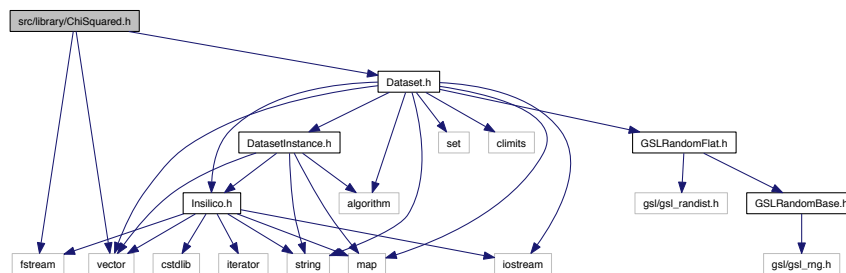 src/library/ChiSquared.h
Dataset.h
DatasetInstance.h
set
climits
GSLRandomFlat.h
Insilico.h
algorithm
gsl/gsl_randist.h
GSLRandomBase.h
fstream
vector
cstdlib
iterator
string
map
iostream
gsl/gsl_rng.h